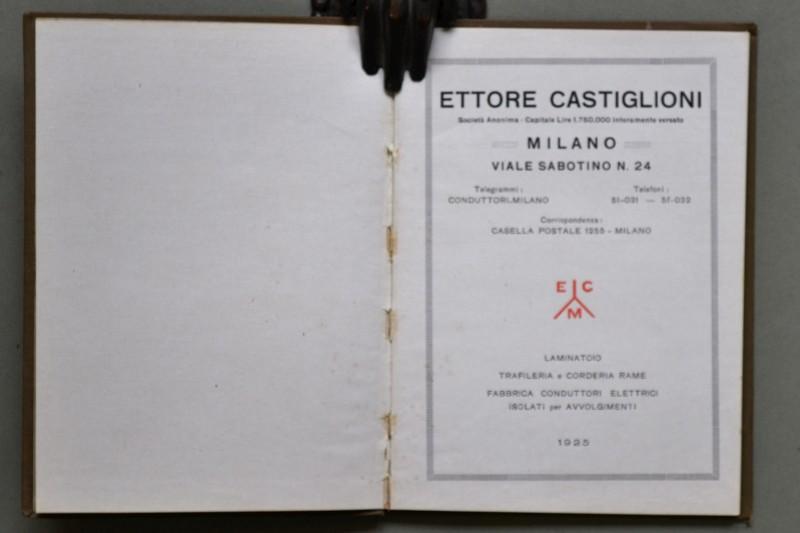 ETTORE CASTIGLIONI
Società Anonima - Capitale Lire 1.750.000 interamente versato
MILANO
VIALE SABOTINO N. 24
Telegrammi: Telefoni:
CONDUTTORI-MILANO 51-031 — 51-032
Corrispondenza:
CASELLA POSTALE 1255 - MILANO
E C
M
LAMINATOIO
TRAFILERIA e CORDERIA RAME
FABBRICA CONDUTTORI ELETTRICI
ISOLATI per AVVOLGIMENTI
1925